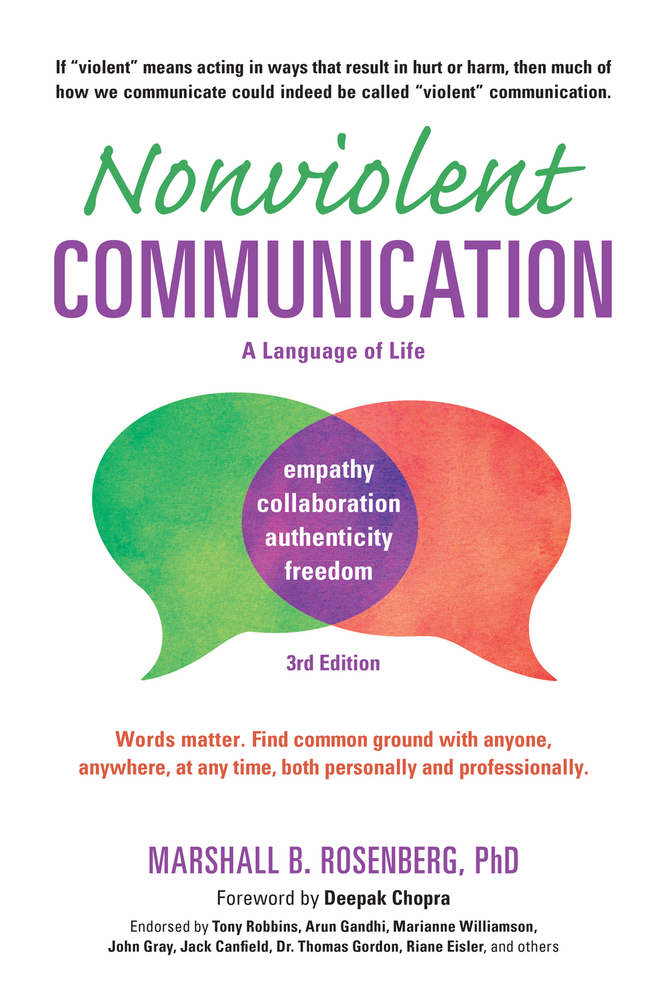 If “violent” means acting in ways that result in hurt or harm, then much of
how we communicate could indeed be called “violent” communication.
Nonviolent
COMMUNICATION
A Language of Life
empathy
collaboration
authenticity
freedom
3rd Edition
Words matter. Find common ground with anyone,
anywhere, at any time, both personally and professionally.
MARSHALL B. ROSENBERG, PhD
Foreword by Deepak Chopra
Endorsed by Tony Robbins, Arun Gandhi, Marianne Williamson,
John Gray, Jack Canfield, Dr. Thomas Gordon, Riane Eisler, and others